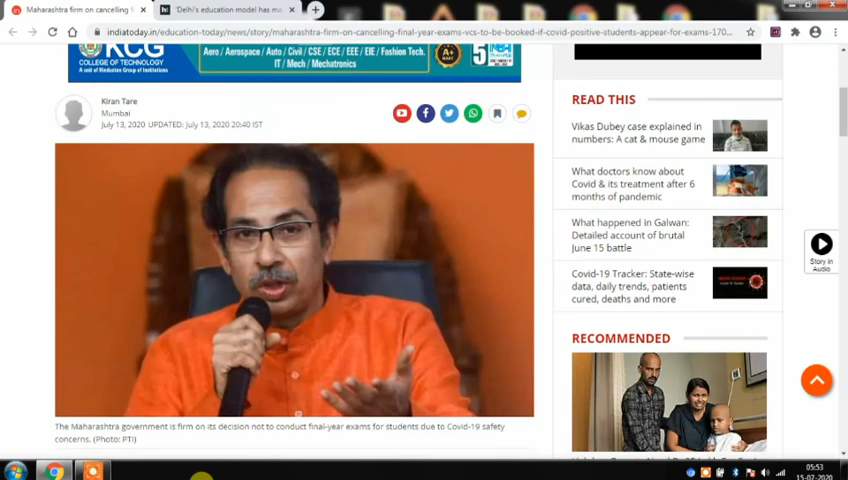 Maharashtra firm on cancelling f
'Delhi's education model has ma
indiatoday.in/education-today/news/story/maharashtra-firm-on-cancelling-final-year-exams-vcs-to-be-booked-if-covid-positive-students-appear-for-exams-170...
KCG
COLLEGE OF TECHNOLOGY
A unit of Hindustan Group of Institutions
Aero / Aerospace / Auto / Civil / CSE / ECE / EEE / EIE / Fashion Tech.
IT / Mech / Mechatronics
A+
5
Kiran Tare
Mumbai
July 13, 2020 UPDATED: July 13, 2020 20:40 IST
The Maharashtra government is firm on its decision not to conduct final-year exams for students due to Covid-19 safety
concerns. (Photo: PTI)
READ THIS
Vikas Dubey case explained in
numbers: A cat & mouse game
What doctors know about
Covid & its treatment after 6
months of pandemic
What happened in Galwan:
Detailed account of brutal
June 15 battle
Covid-19 Tracker: State-wise
data, daily trends, patients
cured, deaths and more
RECOMMENDED
Story in
Audio
05:53
15-07-2020